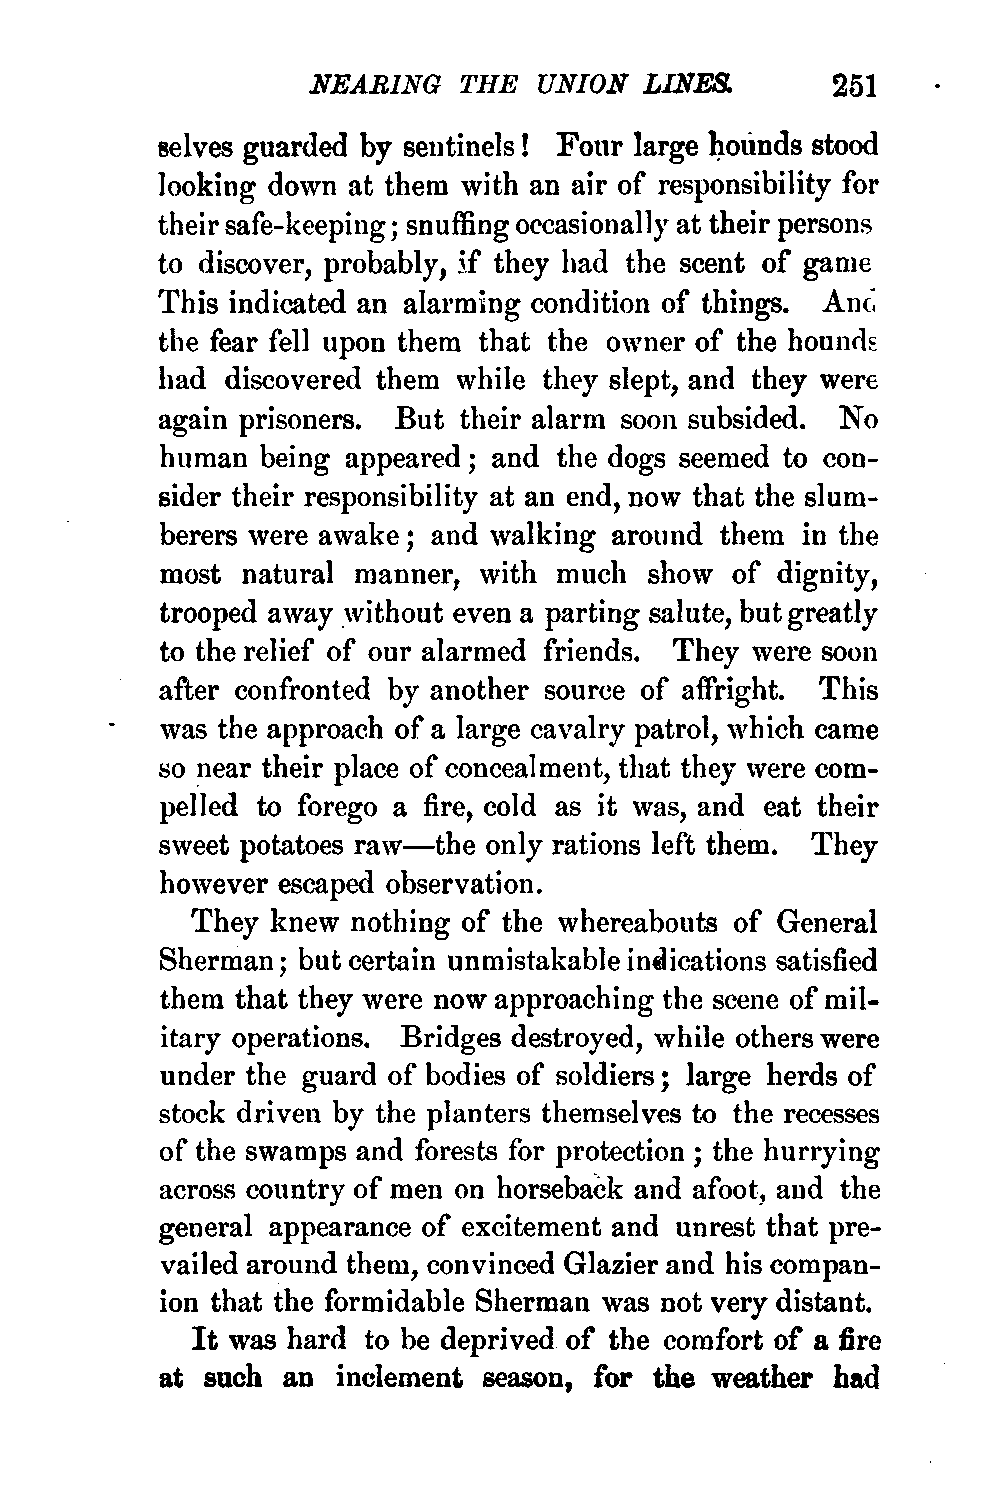 NEARING THE UNION LINES. 251
selves guarded by sentinels! Four large hounds stood
looking down at them with an air of responsibility for
their safe-keeping; snuffing occasionally at their persons
to discover, probably, if they had the scent of game
This indicated an alarming condition of things. And
the fear fell upon them that the owner of the hounds
had discovered them while they slept, and they were
again prisoners. But their alarm soon subsided. No
human being appeared; and the dogs seemed to con-
sider their responsibility at an end, now that the slum-
berers were awake; and walking around them in the
most natural manner, with much show of dignity,
trooped away without even a parting salute, but greatly
to the relief of our alarmed friends. They were soon
after confronted by another source of affright. This
was the approach of a large cavalry patrol, which came
so near their place of concealment, that they were com-
pelled to forego a fire, cold as it was, and eat their
sweet potatoes raw—the only rations left them. They
however escaped observation.
They knew nothing of the whereabouts of General
Sherman; but certain unmistakable indications satisfied
them that they were now approaching the scene of mil-
itary operations. Bridges destroyed, while others were
under the guard of bodies of soldiers; large herds of
stock driven by the planters themselves to the recesses
of the swamps and forests for protection; the hurrying
across country of men on horseback and afoot, and the
general appearance of excitement and unrest that pre-
vailed around them, convinced Glazier and his compan-
ion that the formidable Sherman was not very distant.
It was hard to be deprived of the comfort of a fire
at such an inclement season, for the weather had